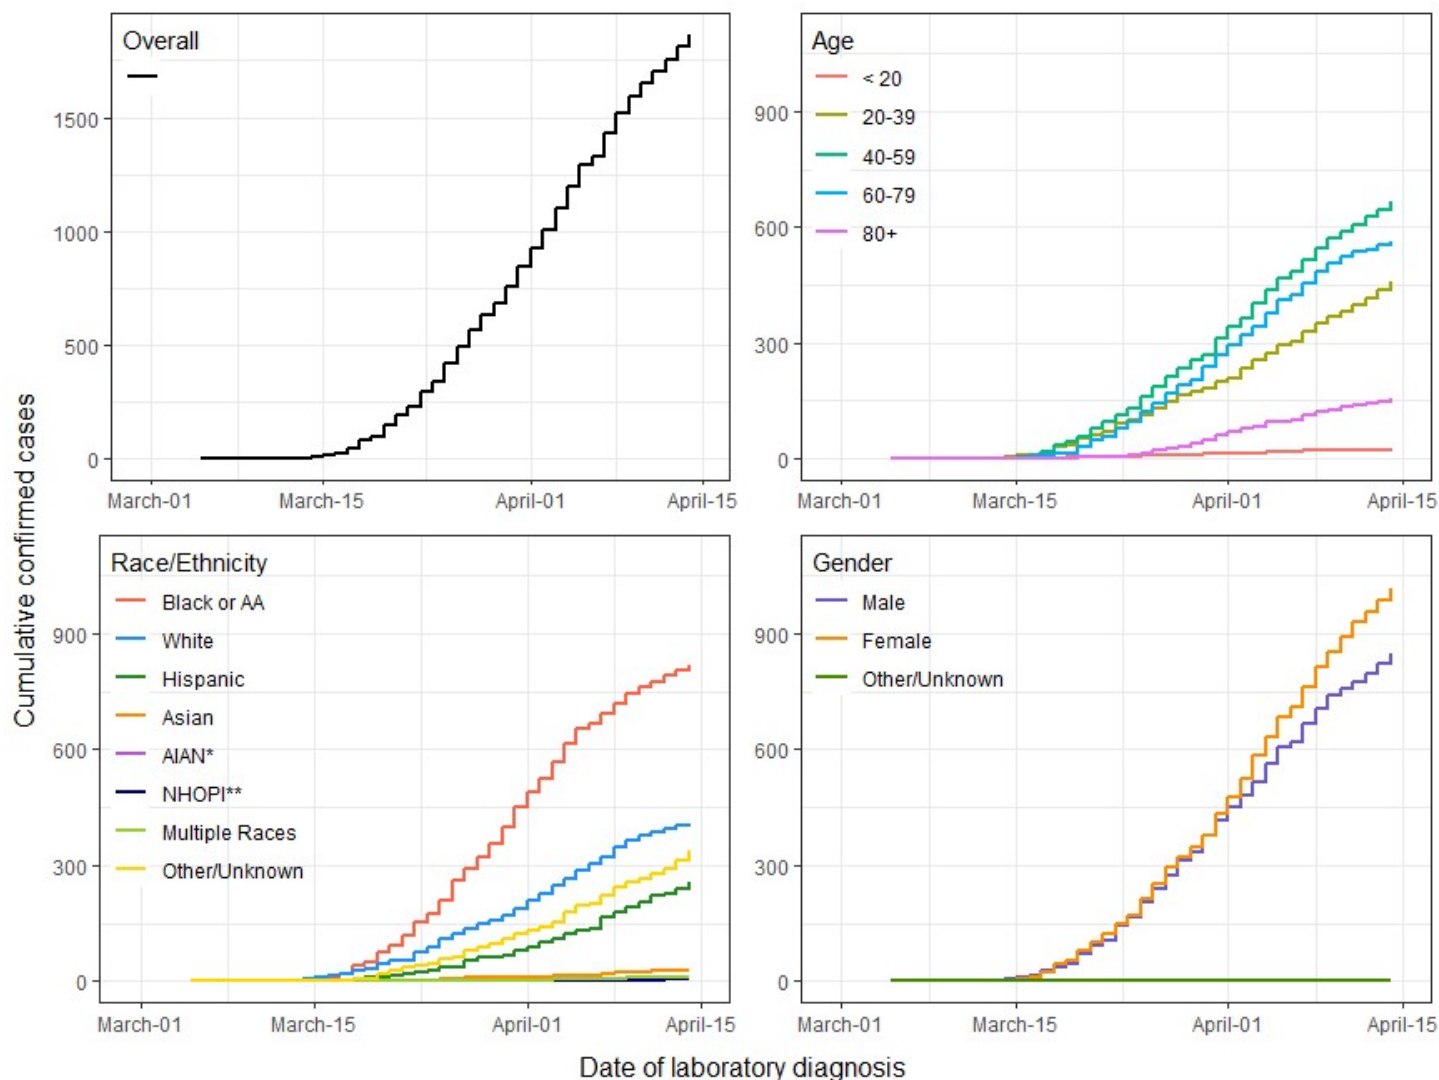 Overall
1500
1000
500
0
March-01 March-15 April-01 April-15
Age
< 20
20-39
40-59
60-79
80+
900
600
300
0
March-01 March-15 April-01 April-15
Cumulative confirmed cases
Race/Ethnicity
Black or AA
White
Hispanic
Asian
AIAN*
NHOPI**
Multiple Races
Other/Unknown
900
600
300
0
March-01 March-15 April-01 April-15
Gender
Male
Female
Other/Unknown
900
600
300
0
March-01 March-15 April-01 April-15
Date of laboratory diagnosis